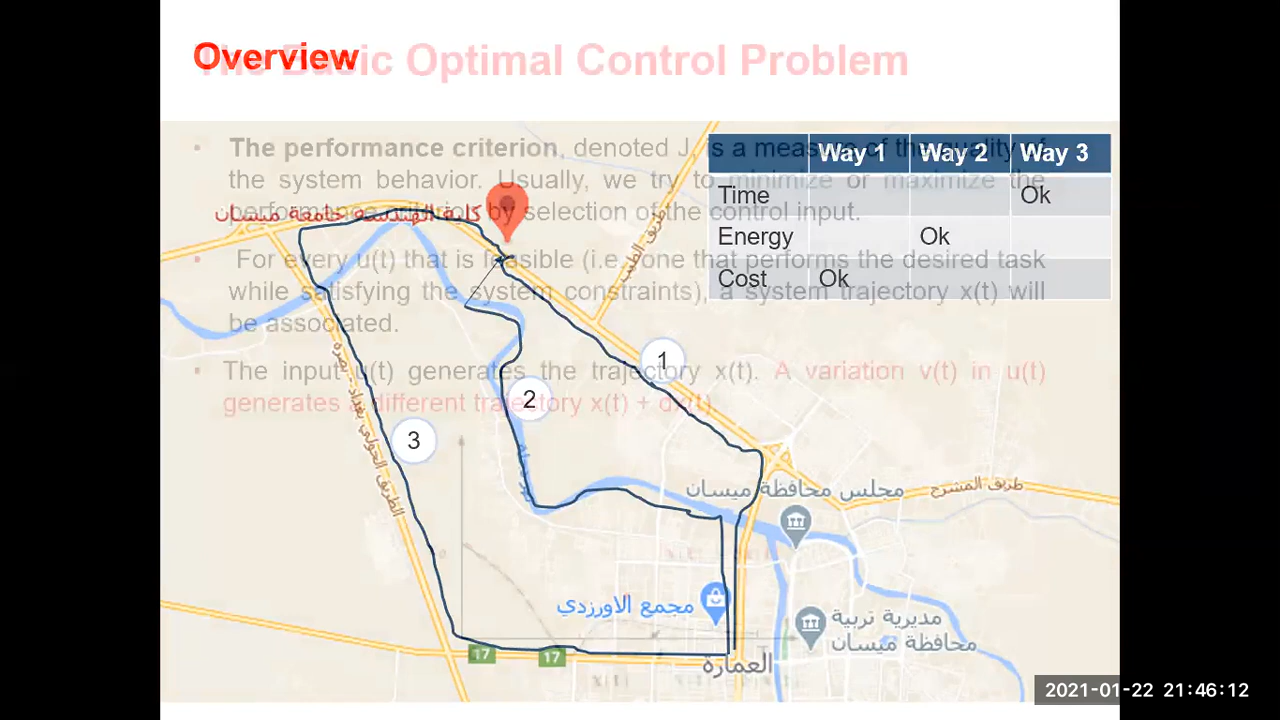 Overview
The Basic Optimal Control Problem
• The performance criterion, denoted J, is a measure of the quality of
the system behavior. Usually, we try to minimize or maximize the
performance criterion by selection of the control input.
• For every u(t) that is feasible (i.e. one that performs the desired task
while satisfying the system constraints), a system trajectory x(t) will
be associated.
• The input u(t) generates the trajectory x(t). A variation v(t) in u(t)
generates a different trajectory x(t) + dx(t)
Way 1 Way 2 Way 3
Time Ok
Energy Ok
Cost Ok
كلية الهندسة جامعة ميسان
طريق الطيب
1
2
3
مجلس محافظة ميسان
طريق المشرح
مجمع الاورزدي
مديرية تربية
محافظة ميسان
17
17
العمارة
2021-01-22 21:46:12